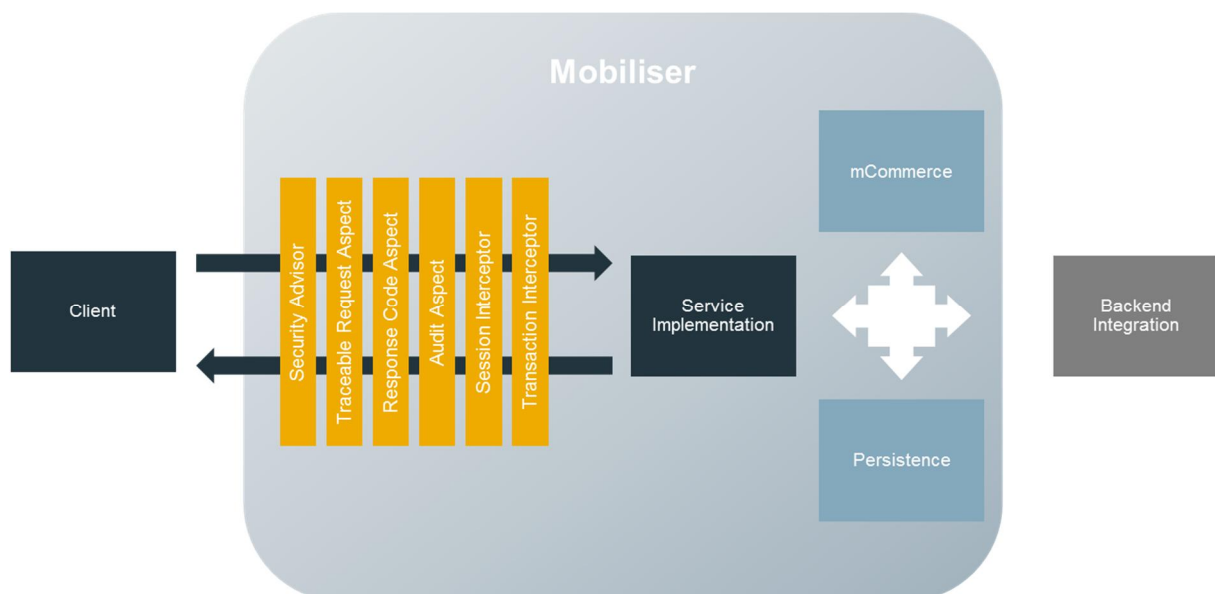 Mobiliser
mCommerce
Client
Security Advisor
Traceable Request Aspect
Response Code Aspect
Audit Aspect
Session Interceptor
Transaction Interceptor
Service
Implementation
Backend
Integration
Persistence